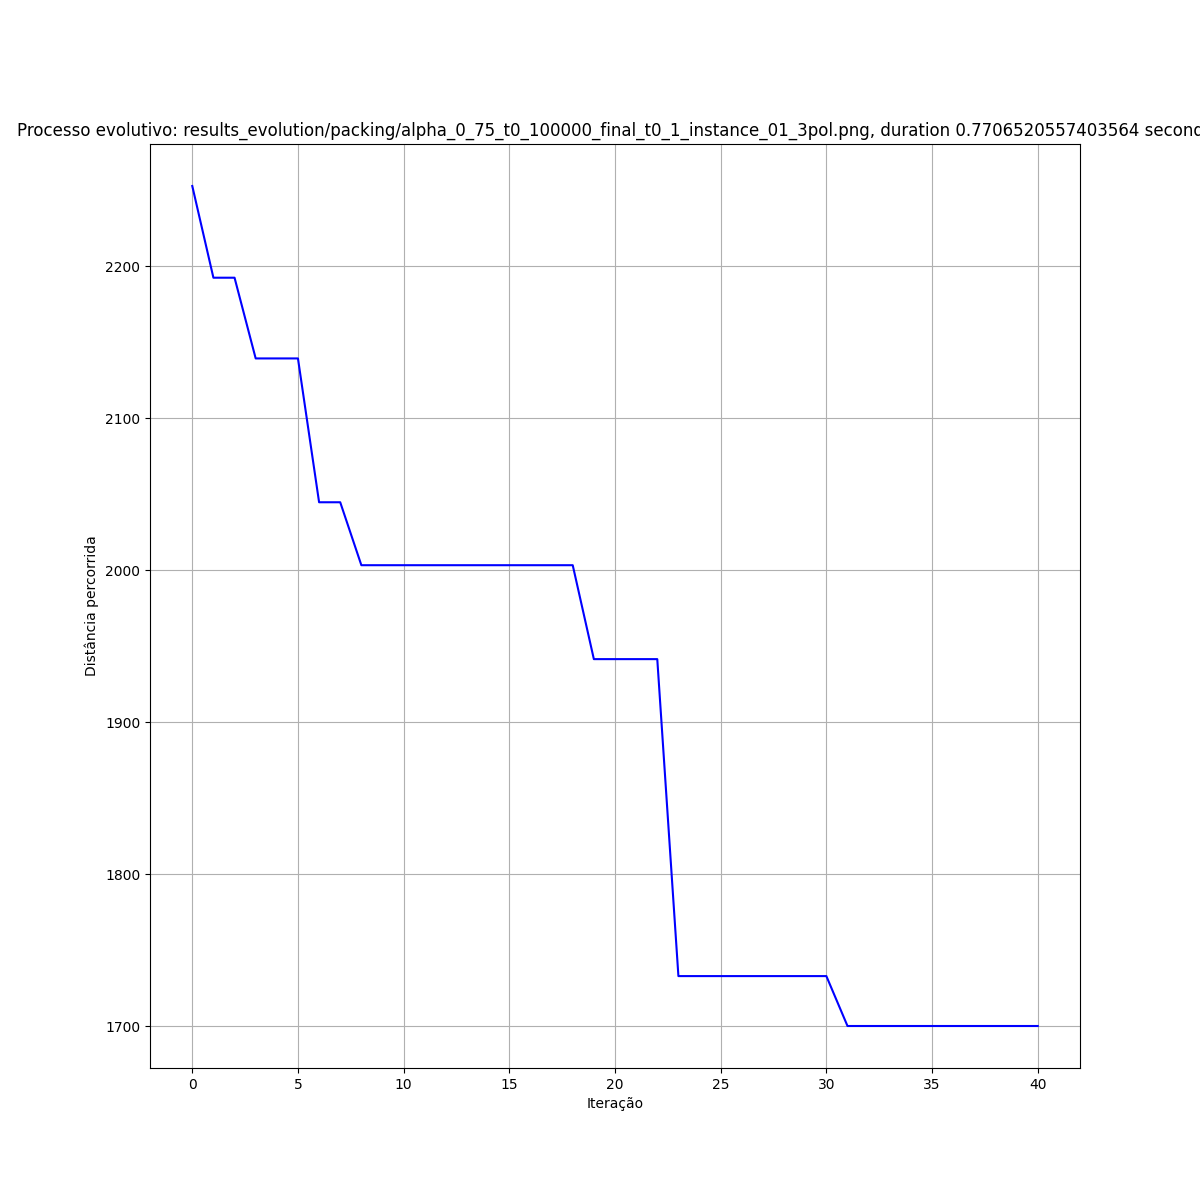 Processo evolutivo: results_evolution/packing/alpha_0_75_t0_100000_final_t0_1_instance_01_3pol.png, duration 0.7706520557403564 second
2200
2100
2000
1900
1800
1700
Distância percorrida
0 5 10 15 20 25 30 35 40
Iteração